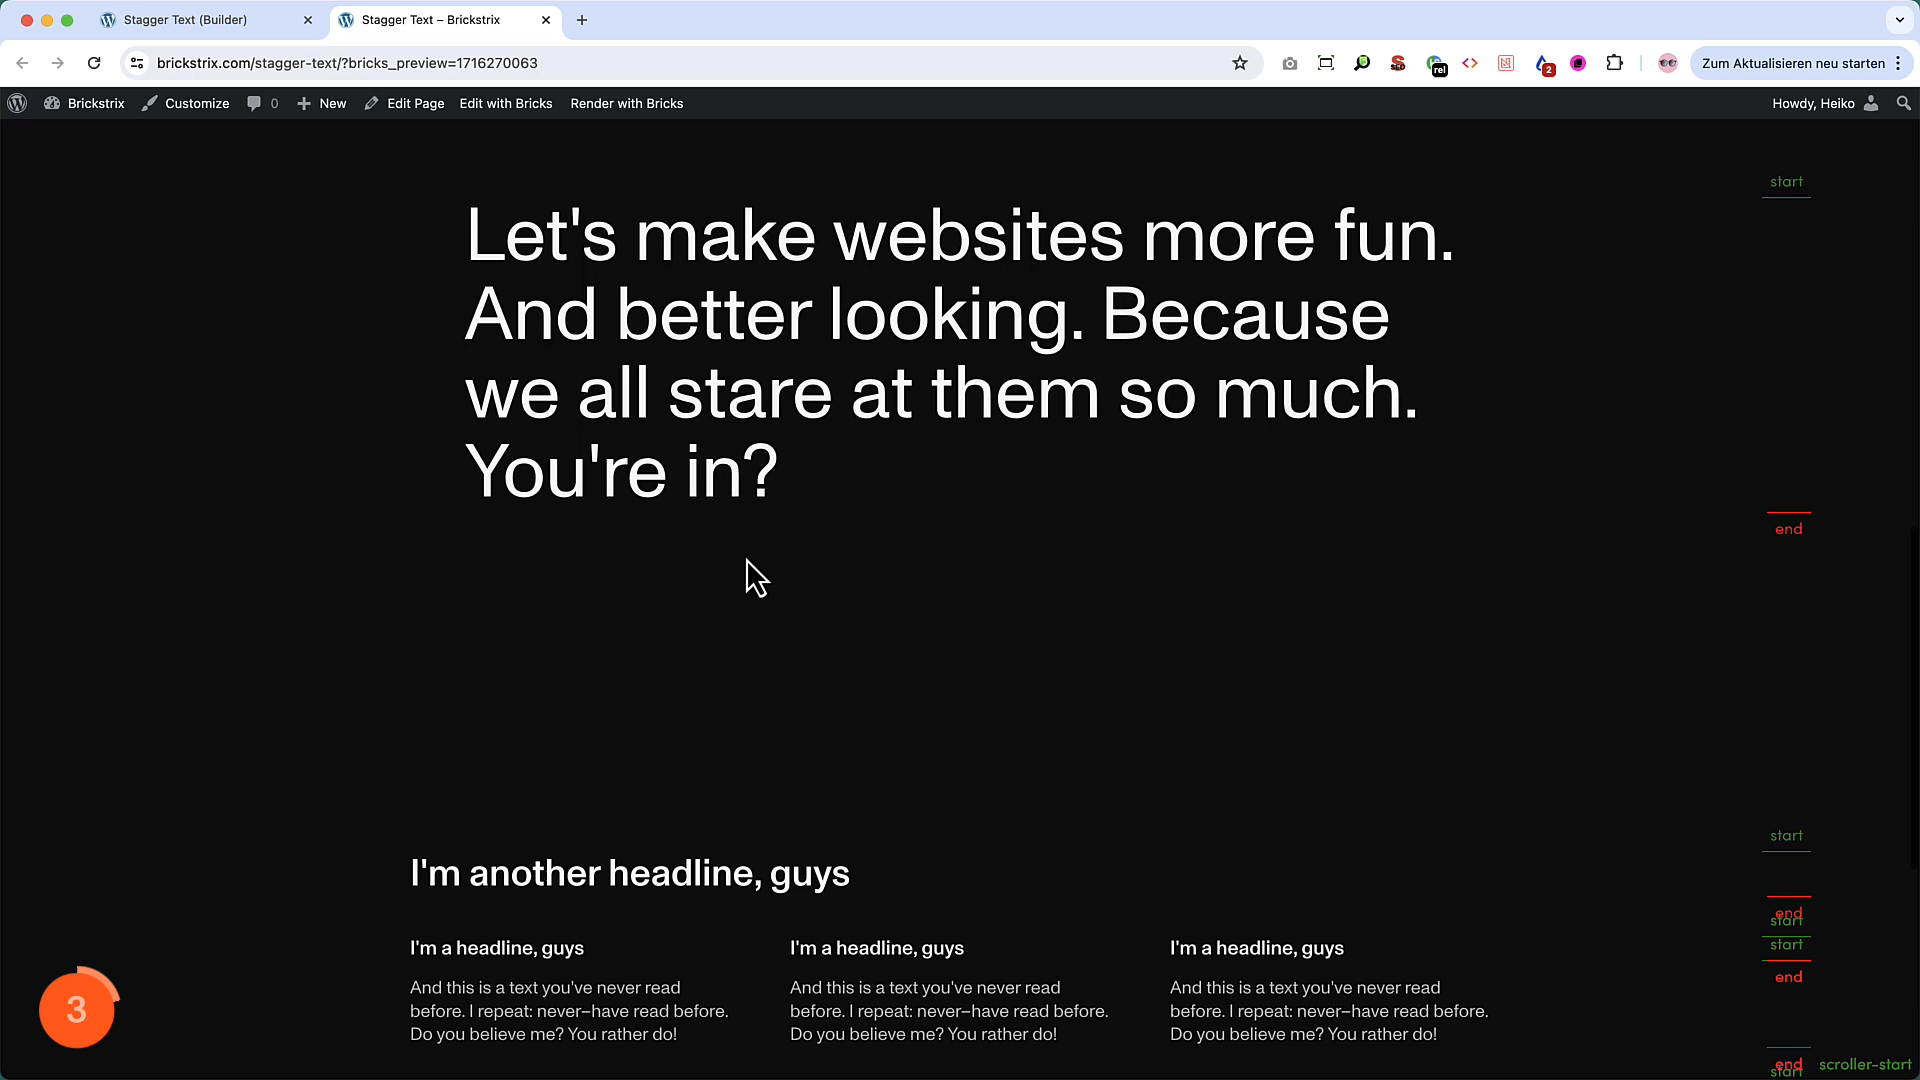 Stagger Text (Builder)
Stagger Text – Brickstrix
brickstrix.com/stagger-text/?bricks_preview=1716270063
rel
2
Zum Aktualisieren neu starten
Brickstrix
Customize
0
New
Edit Page
Edit with Bricks
Render with Bricks
Howdy, Heiko
start
Let's make websites more fun.
And better looking. Because
we all stare at them so much.
You're in?
end
start
I'm another headline, guys
end
start
start
I'm a headline, guys
I'm a headline, guys
I'm a headline, guys
end
And this is a text you've never read
before. I repeat: never–have read before.
Do you believe me? You rather do!
And this is a text you've never read
before. I repeat: never–have read before.
Do you believe me? You rather do!
And this is a text you've never read
before. I repeat: never–have read before.
Do you believe me? You rather do!
3
end
scroller-start
start